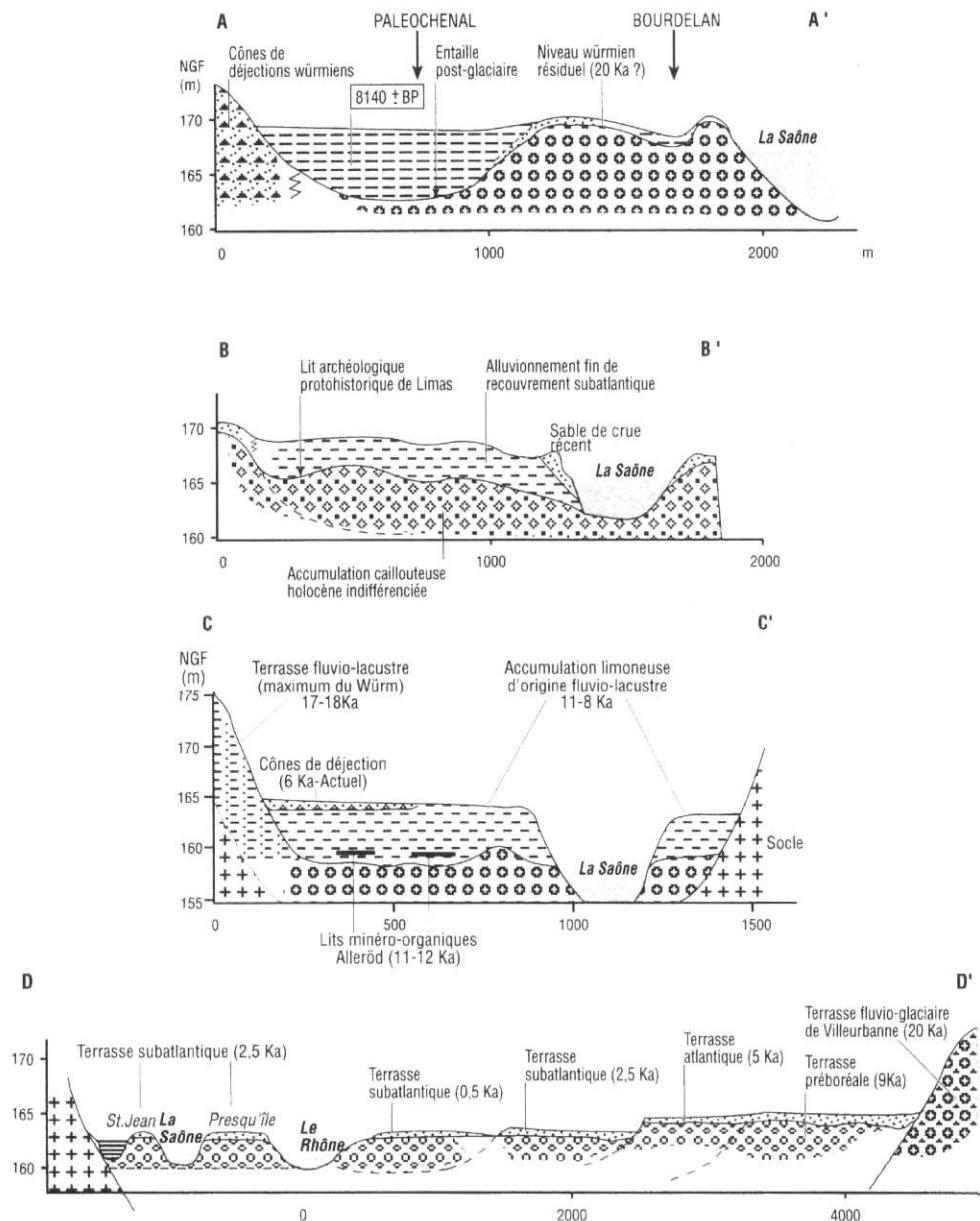 A PALEOCHENAL BOURDELAN A'
NGF
(m)
Cônes de
déjections würmiens
Entaille
post-glaciaire
Niveau würmien
résiduel (20 Ka ?)
8140 ± BP
La Saône
170
165
160
0 1000 2000 m
B B'
Lit archéologique
protohistorique de Limas
Alluvionnement fin de
recouvrement subatlantique
Sable de crue
récent
La Saône
170
165
160
0 1000 2000
Accumulation caillouteuse
holocène indifférenciée
C C'
NGF
(m)
Terrasse fluvio-lacustre
(maximum du Würm)
17-18Ka
Accumulation limoneuse
d'origine fluvio-lacustre
11-8 Ka
Cônes de déjection
(6 Ka-Actuel)
175
170
165
160
155
Socle
La Saône
0 500 1000 1500
Lits minéro-organiques
Alleröd (11-12 Ka)
D D'
Terrasse subatlantique (2,5 Ka)
Terrasse
subatlantique (0,5 Ka)
Terrasse
subatlantique (2,5 Ka)
Terrasse
atlantique (5 Ka)
Terrasse fluvio-glaciaire
de Villeurbanne (20 Ka)
Terrasse
préboréale (9Ka)
St.Jean
La
Saône
Presqu'île
Le
Rhône
170
165
160
0 2000 4000